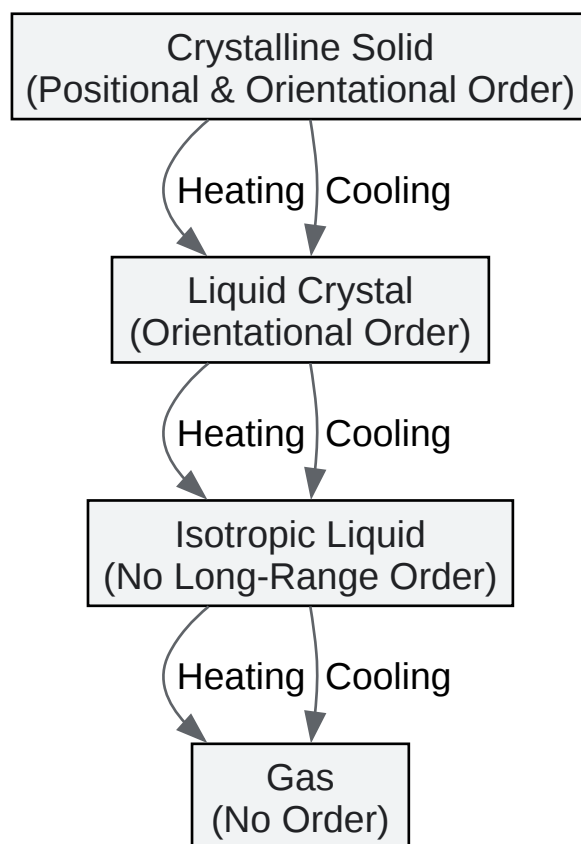 Crystalline Solid
(Positional & Orientational Order)
Heating Cooling
Liquid Crystal
(Orientational Order)
Heating Cooling
Isotropic Liquid
(No Long-Range Order)
Heating Cooling
Gas
(No Order)